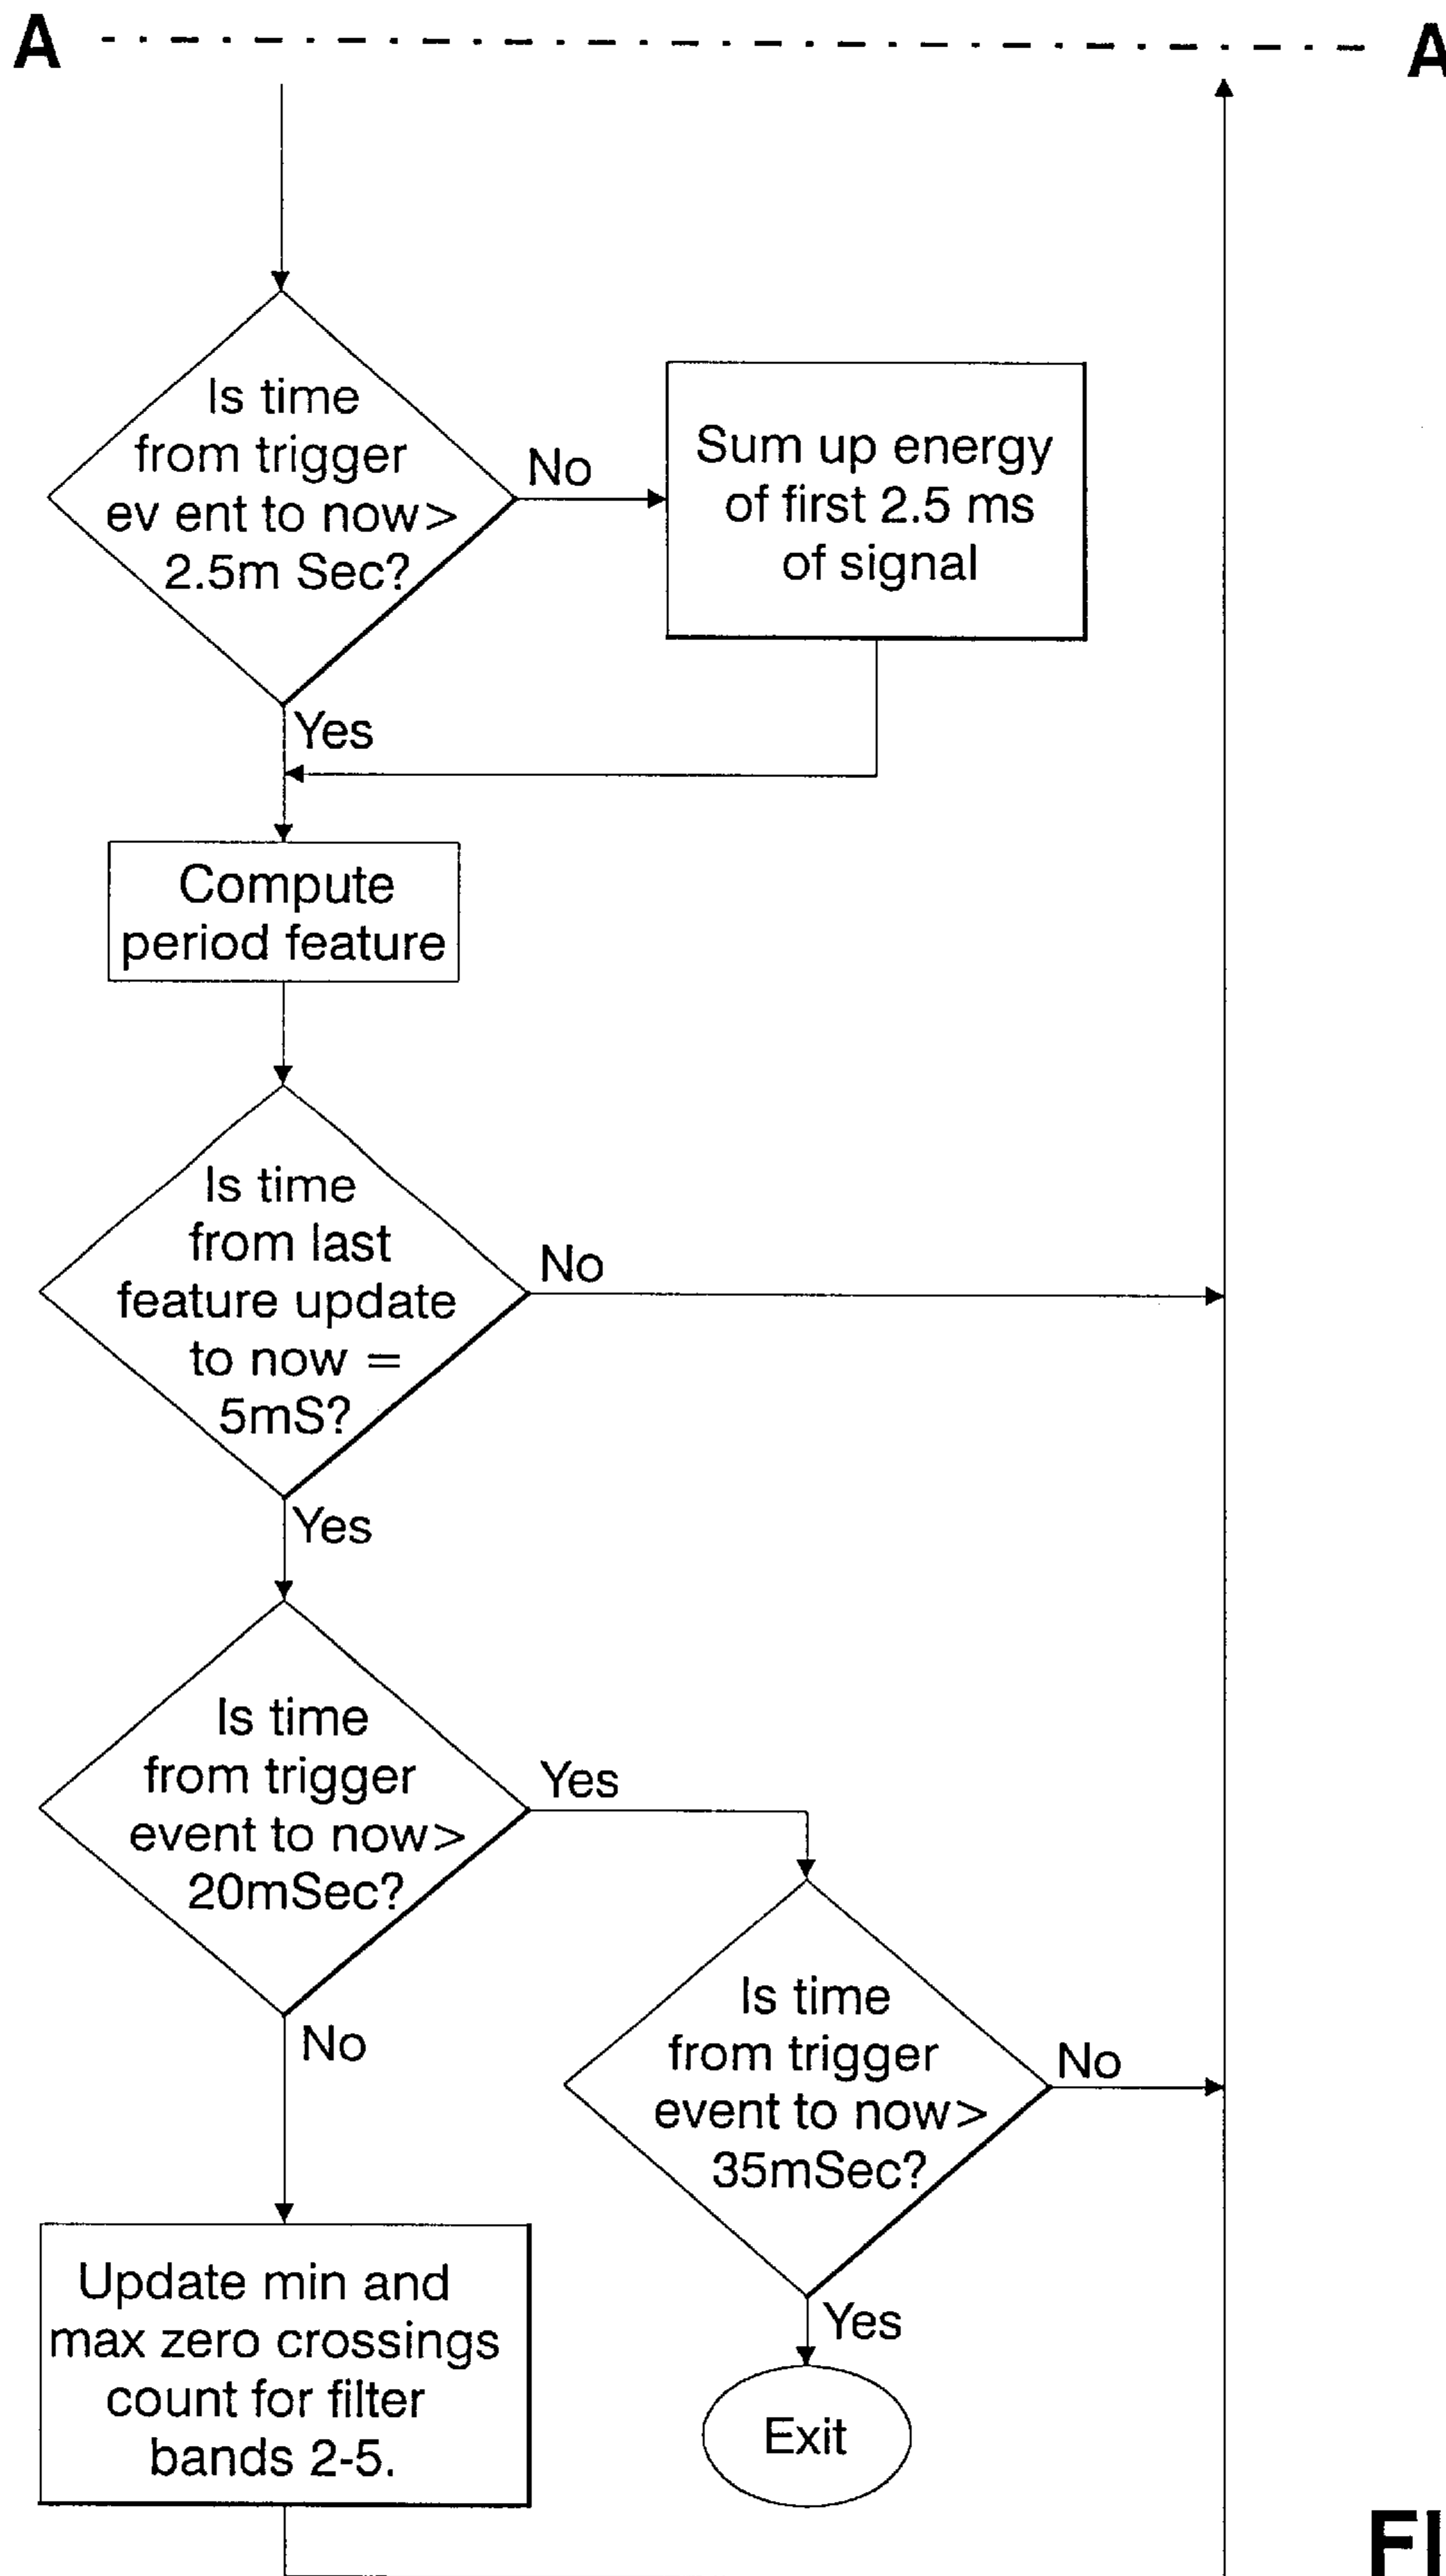 A A
Is time
from trigger
ev ent to now>
2.5m Sec?
No
Sum up energy
of first 2.5 ms
of signal
Yes
Compute
period feature
Is time
from last
feature update
to now =
5mS?
No
Yes
Is time
from trigger
event to now>
20mSec?
Yes
No
Is time
from trigger
event to now>
35mSec?
No
Yes
Exit
Update min and
max zero crossings
count for filter
bands 2-5.